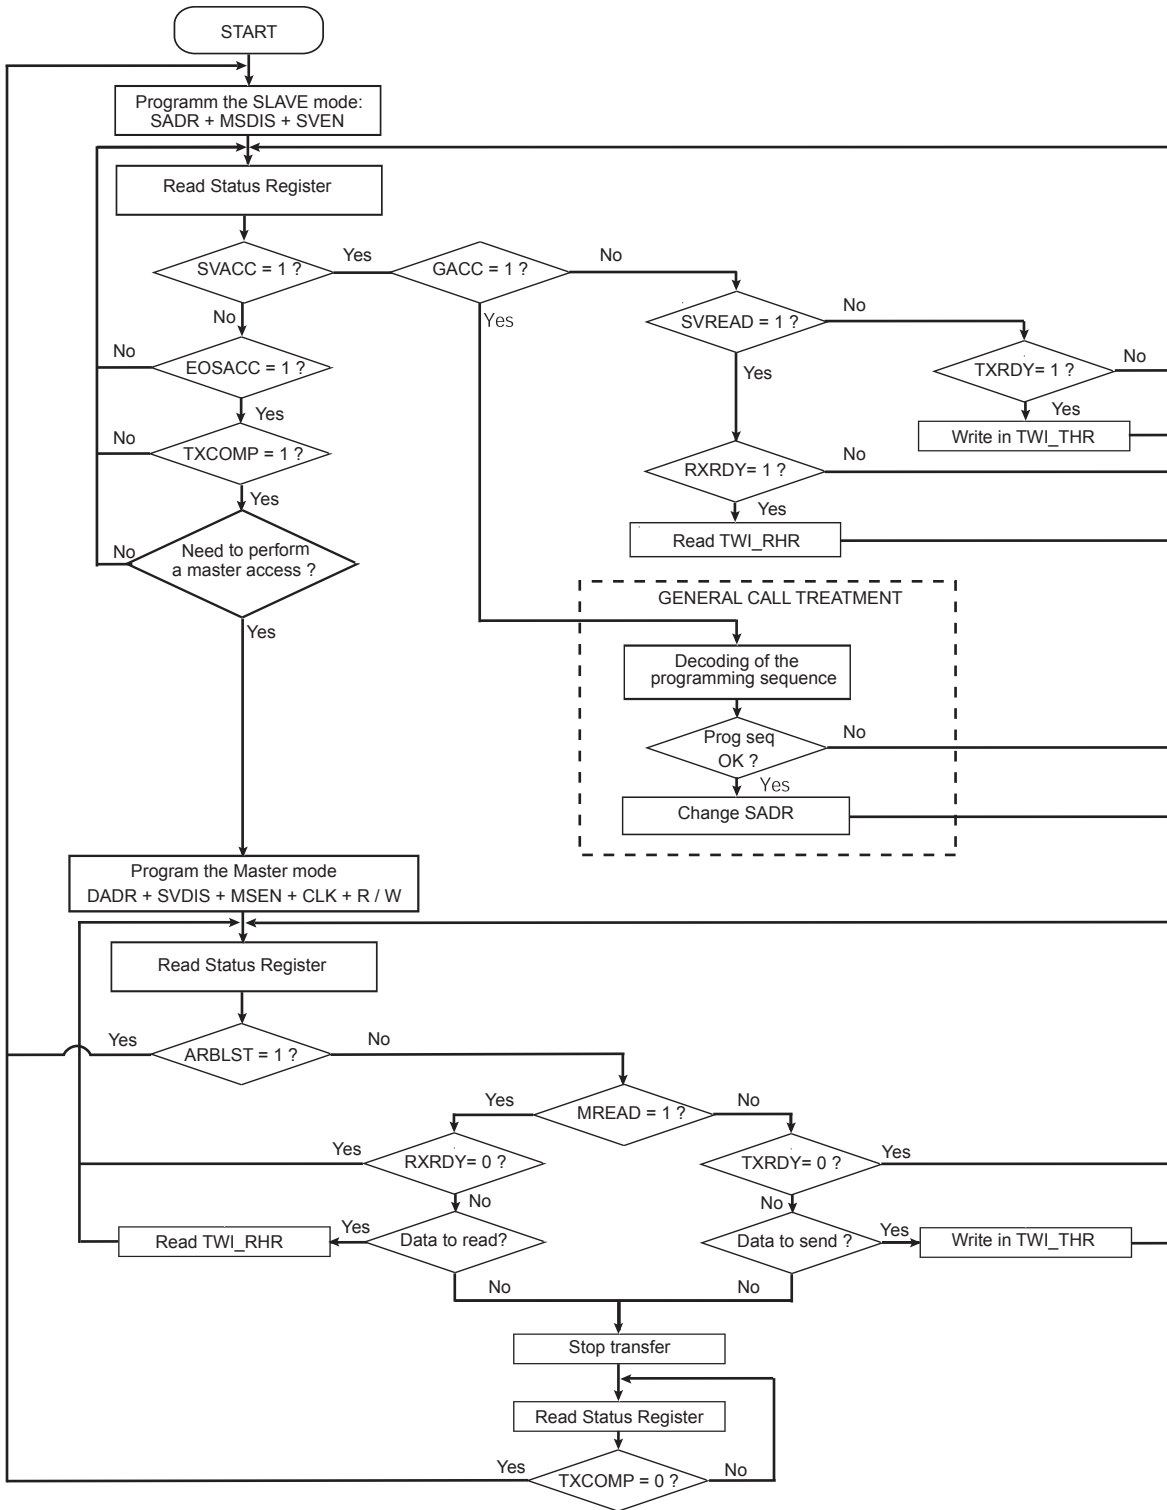 START
Programm the SLAVE mode:
SADR + MSDIS + SVEN
Read Status Register
SVACC = 1 ?
Yes
GACC = 1 ?
No
No
Yes
SVREAD = 1 ?
No
EOSACC = 1 ?
No
Yes
Yes
TXRDY= 1 ?
No
Yes
Write in TWI_THR
TXCOMP = 1 ?
No
Yes
RXRDY= 1 ?
No
Yes
Read TWI_RHR
Need to perform
a master access ?
No
Yes
GENERAL CALL TREATMENT
Decoding of the
programming sequence
Prog seq
OK ?
No
Yes
Change SADR
Program the Master mode
DADR + SVDIS + MSEN + CLK + R / W
Read Status Register
Yes
ARBLST = 1 ?
No
Yes
MREAD = 1 ?
No
Yes
RXRDY= 0 ?
TXRDY= 0 ?
Yes
No
No
Read TWI_RHR
Yes
Data to read?
Data to send ?
Yes
Write in TWI_THR
No
No
Stop transfer
Read Status Register
Yes
TXCOMP = 0 ?
No